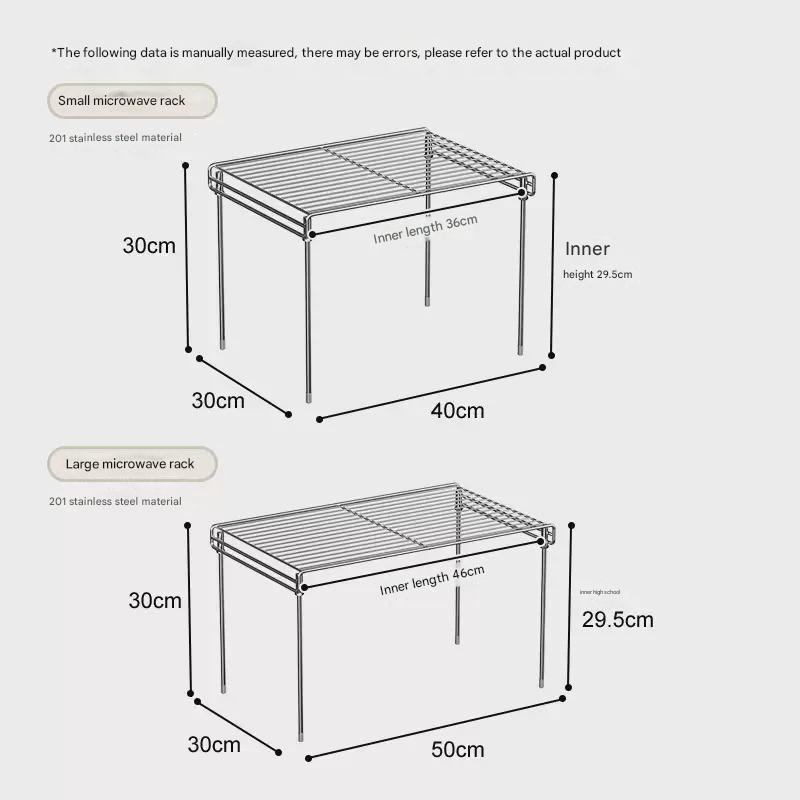 *The following data is manually measured, there may be errors, please refer to the actual product
Small microwave rack
201 stainless steel material
30cm
Inner length 36cm
Inner
height 29.5cm
30cm
40cm
Large microwave rack
201 stainless steel material
30cm
Inner length 46cm
inner high school
29.5cm
30cm
50cm